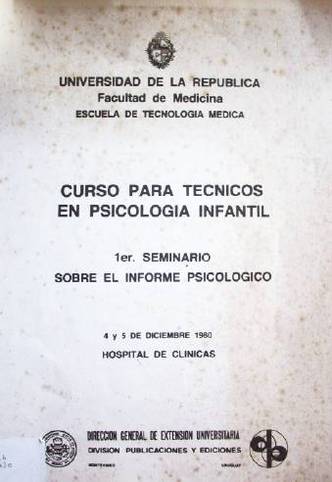 UNIVERSIDAD DE LA REPUBLICA
Facultad de Medicina
ESCUELA DE TECNOLOGIA MEDICA
CURSO PARA TECNICOS
EN PSICOLOGIA INFANTIL
1er. SEMINARIO
SOBRE EL INFORME PSICOLOGICO
4 y 5 DE DICIEMBRE 1980
HOSPITAL DE CLINICAS
DIRECCION GENERAL DE EXTENSION UNIVERSITARIA
DIVISION PUBLICACIONES Y EDICIONES
MONTEVIDEO URUGUAY